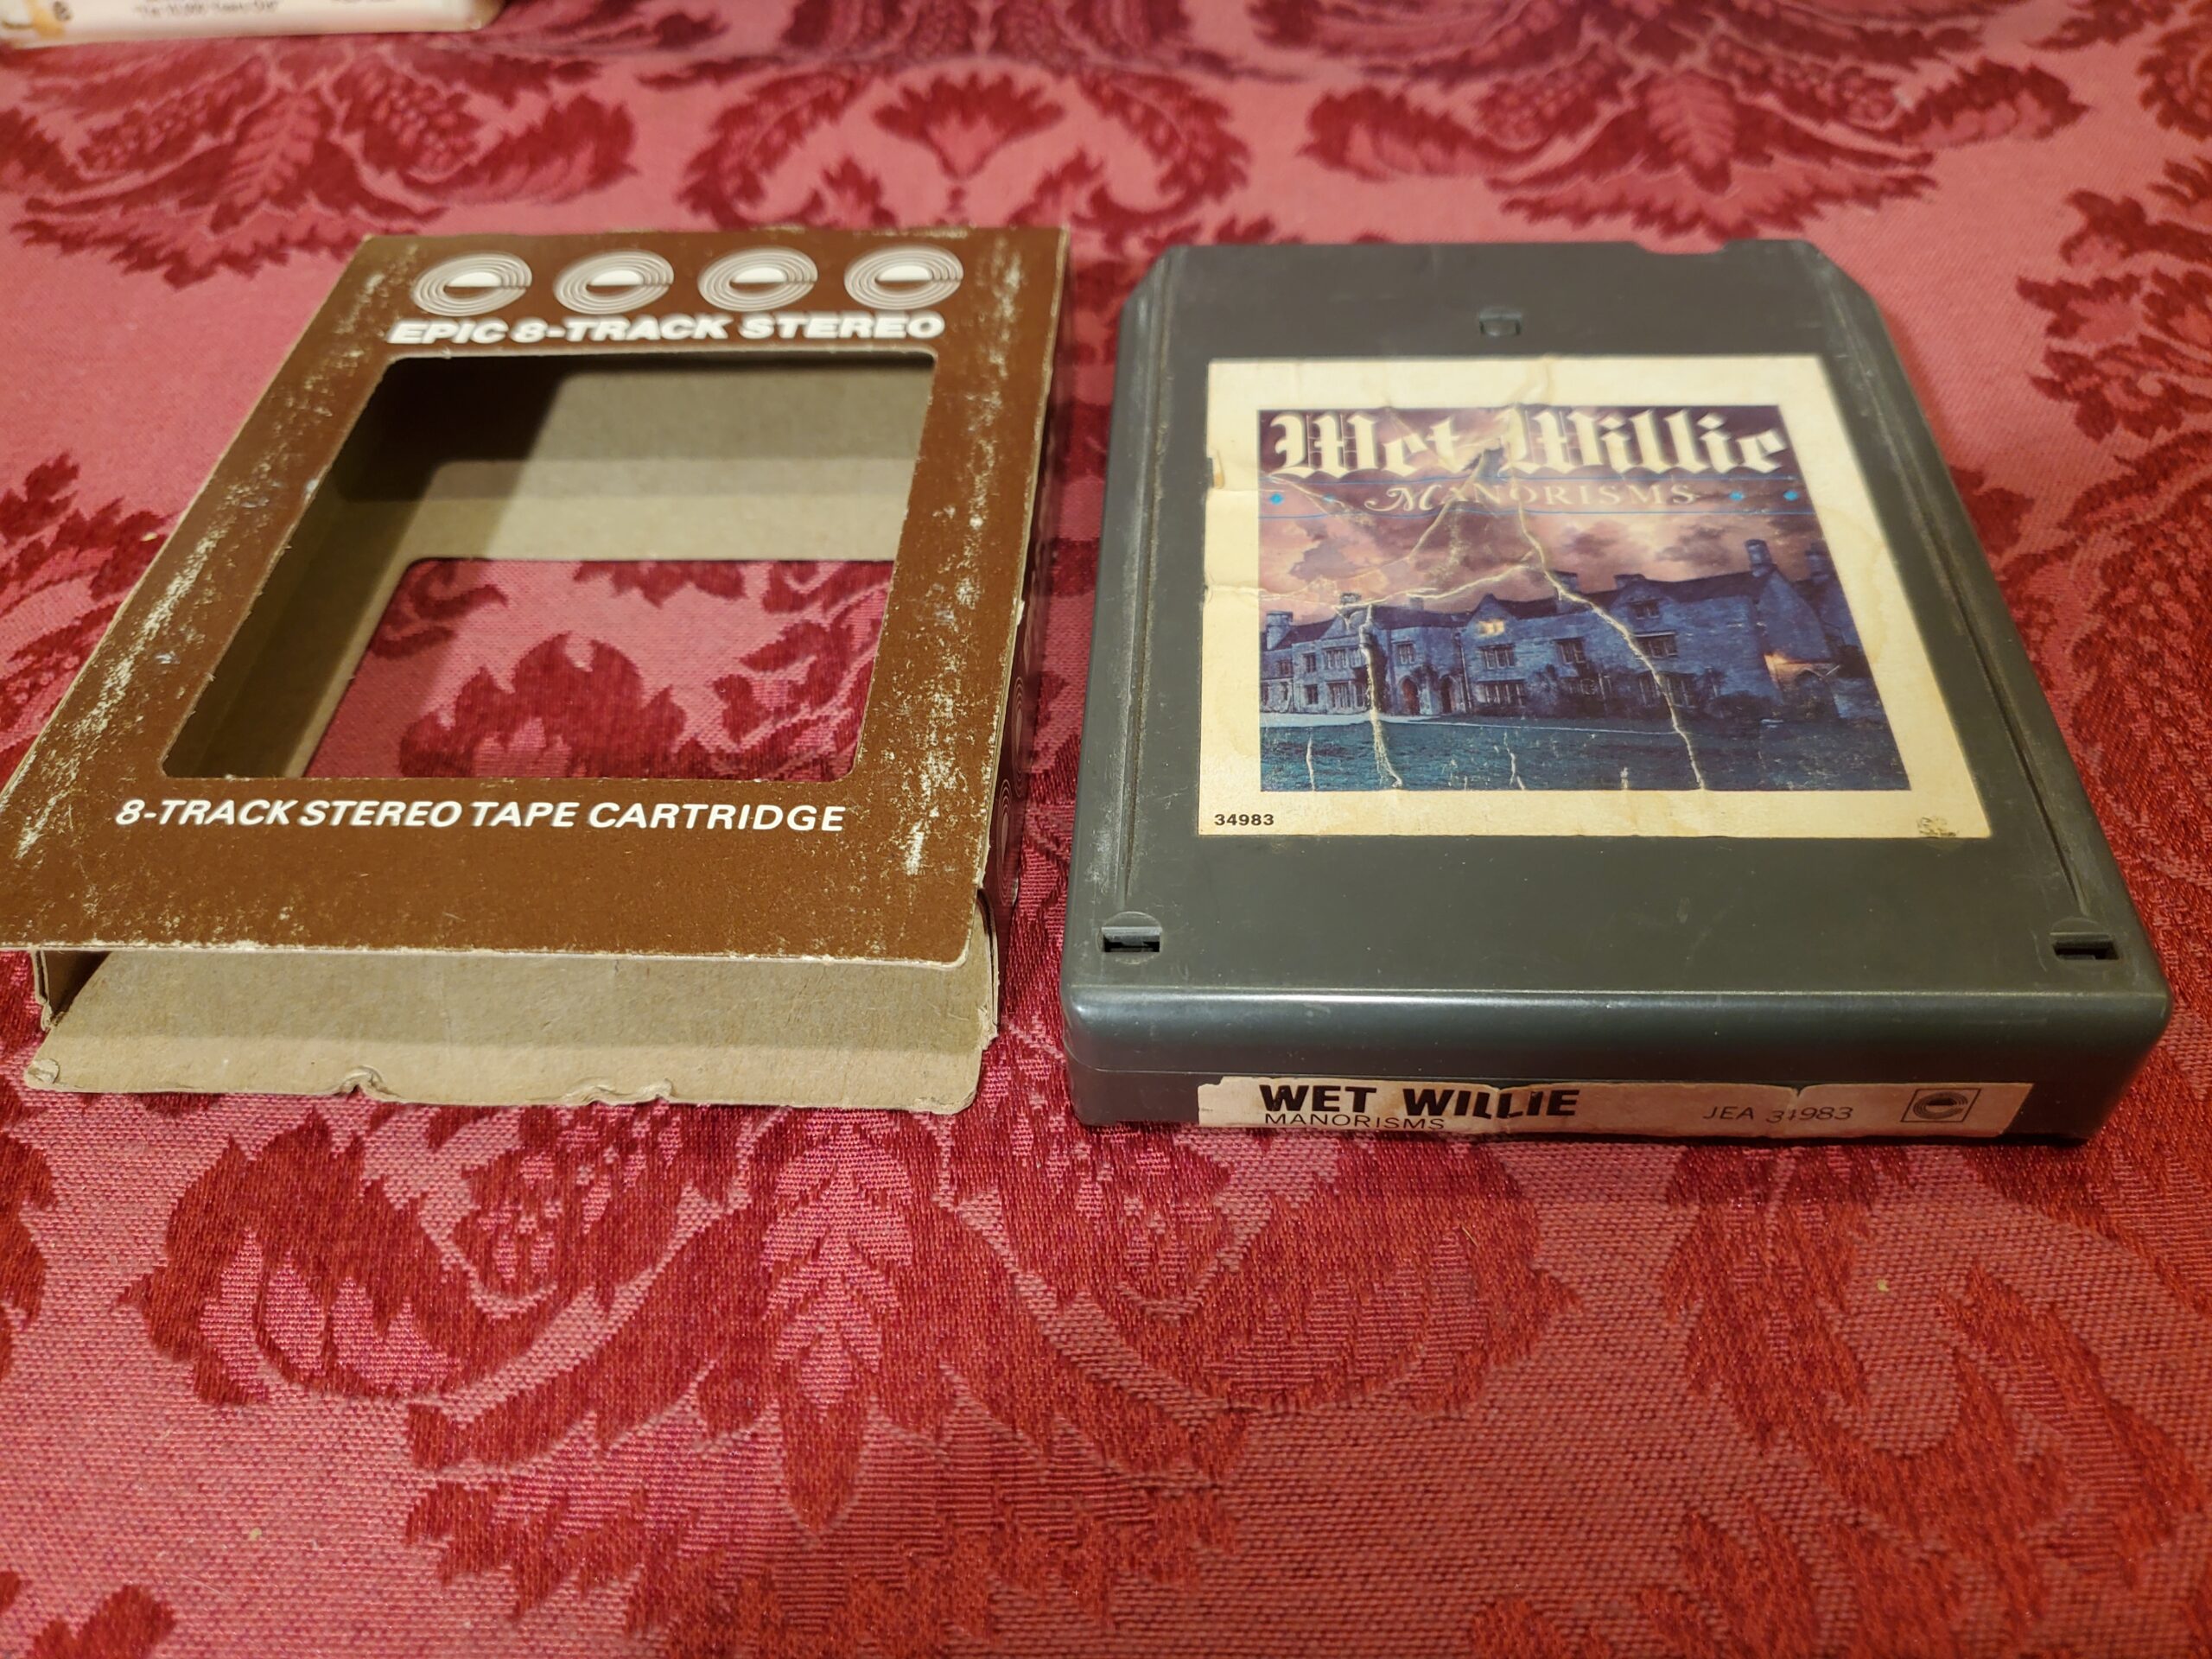 EPIC 8-TRACK STEREO
8-TRACK STEREO TAPE CARTRIDGE
Wet Willie
MANORISMS
34983
WET WILLIE
MANORISMS
JEA 34983